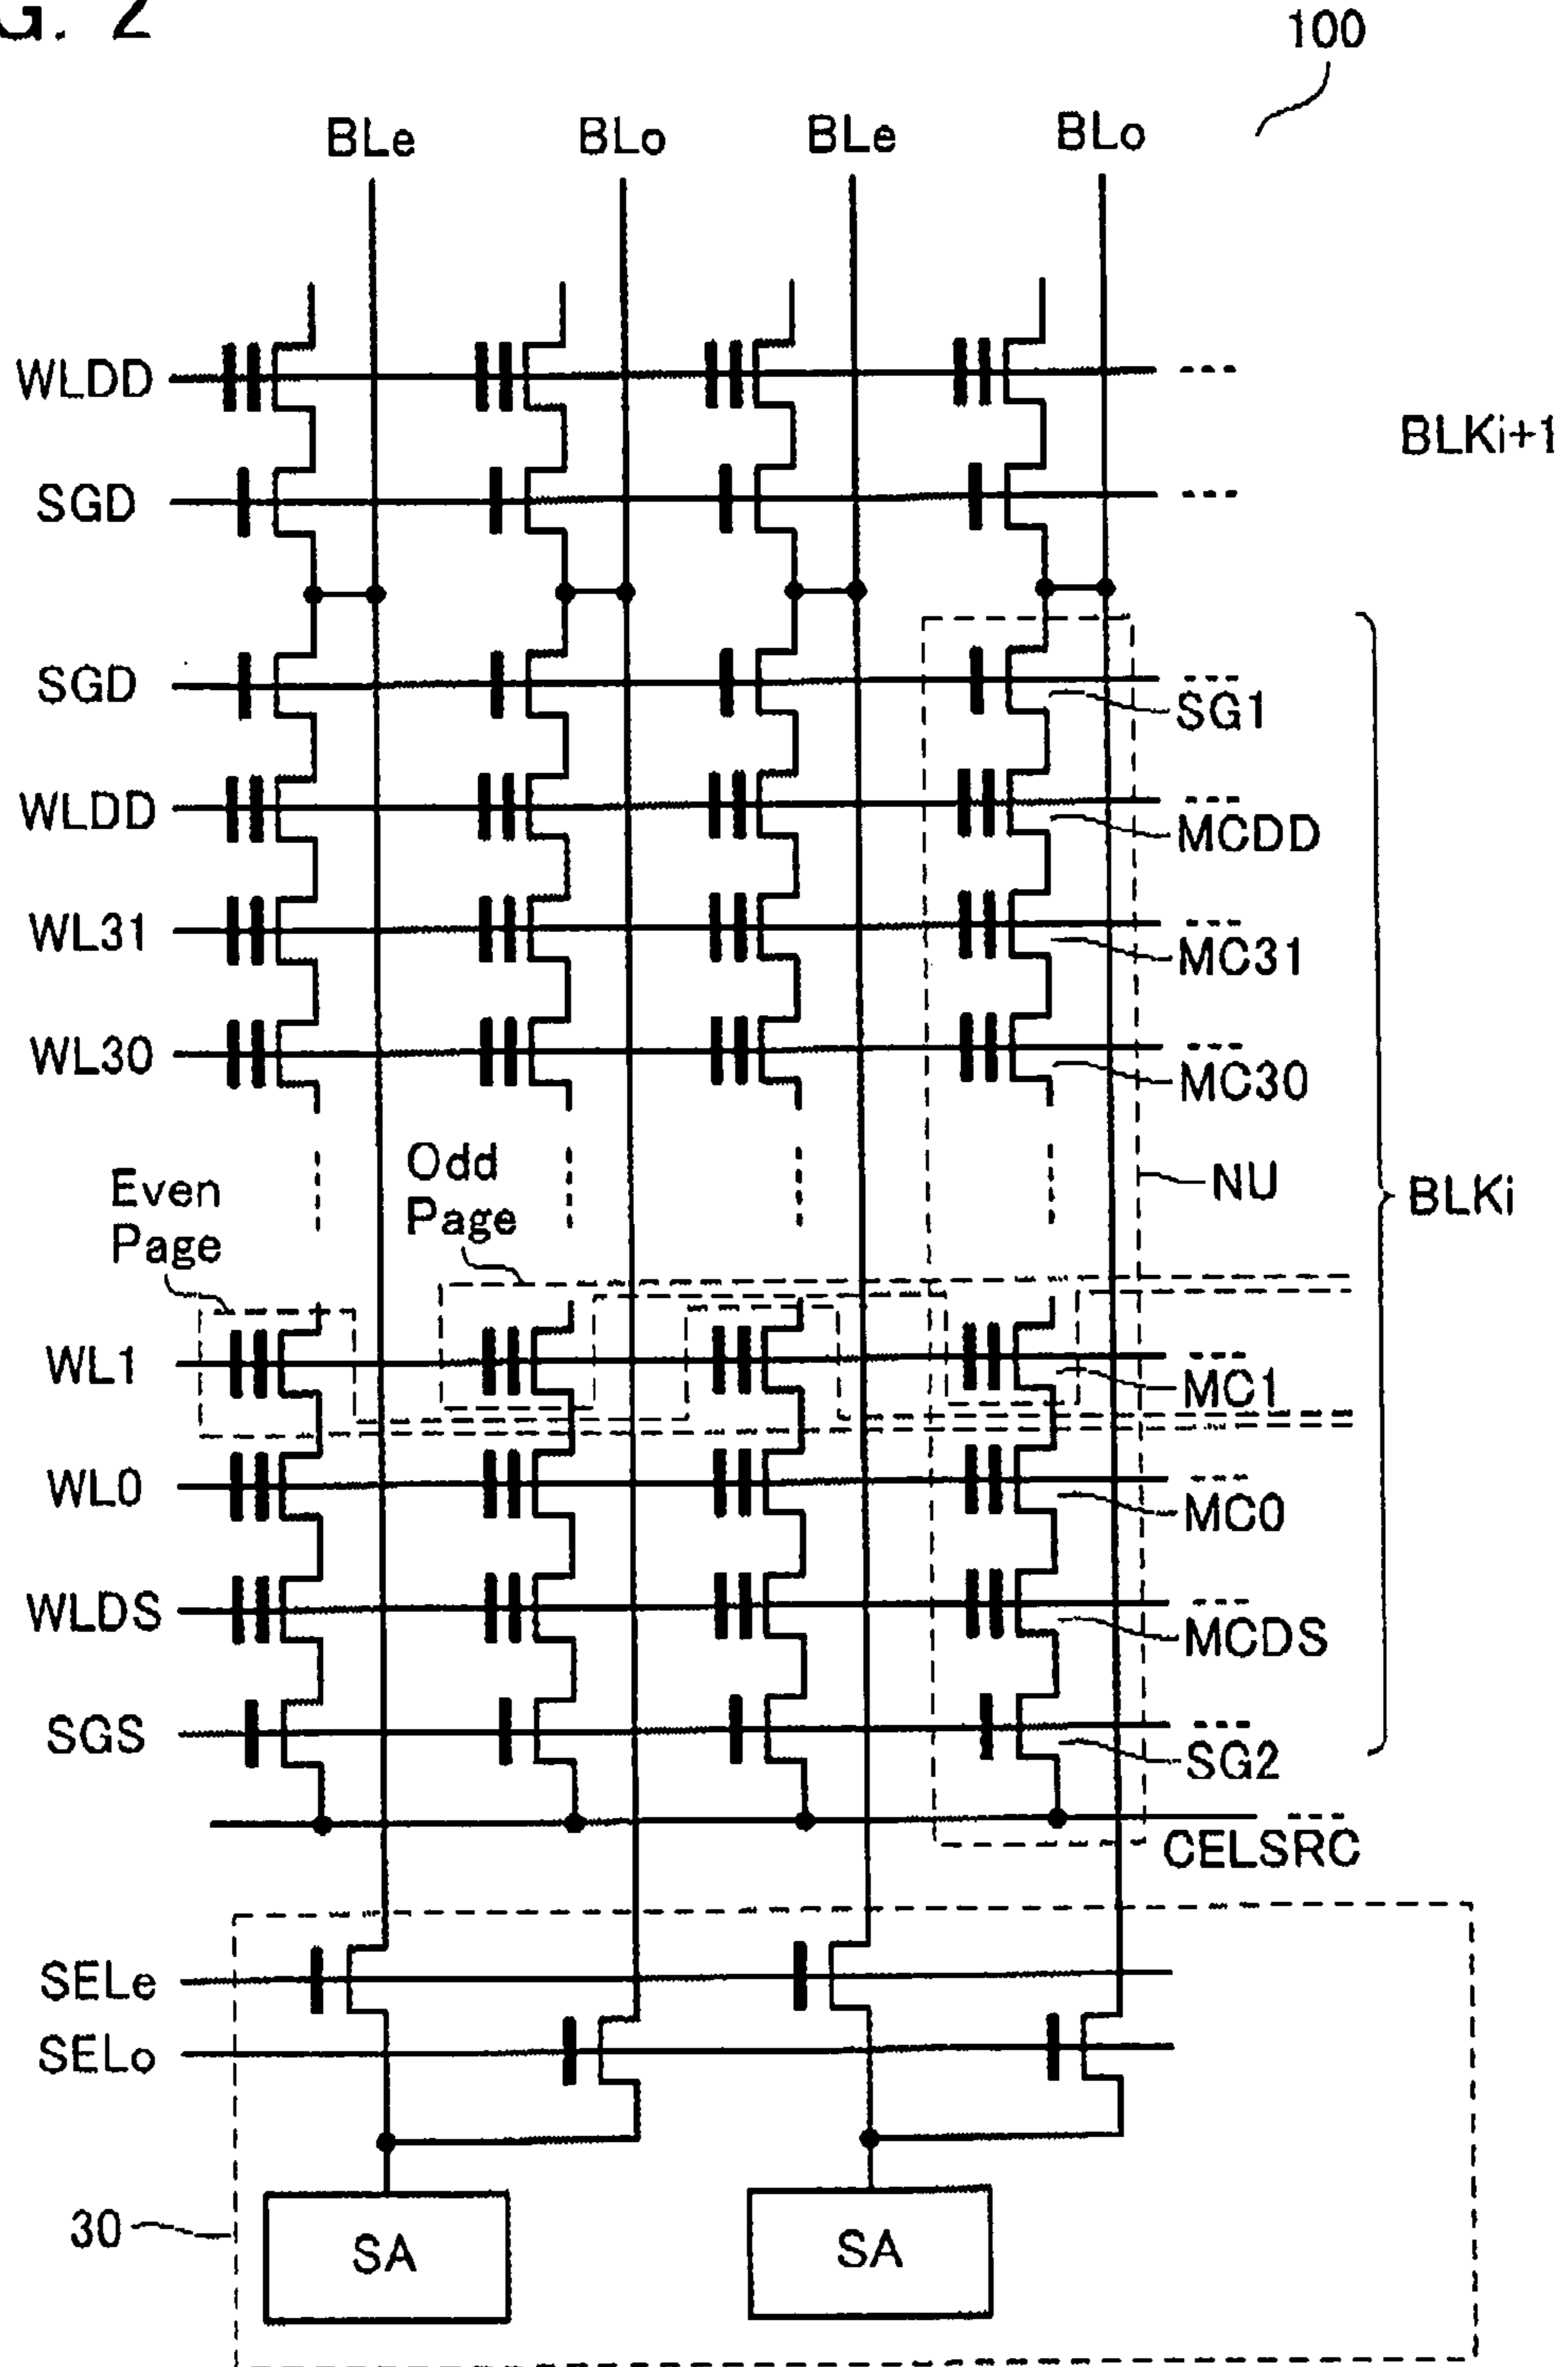 G. 2
100
BLe BLo BLe BLo
WLDD
BLKi+1
SGD
SGD
SG1
WLDD
MCDD
WL31
MC31
WL30
MC30
Even
Page
Odd
Page
NU
BLKi
WL1
MC1
WL0
MC0
WLDS
MCDS
SGS
SG2
CELSRC
SELe
SELo
30
SA SA